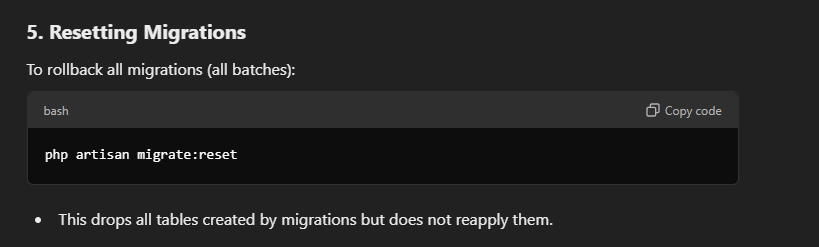 5. Resetting Migrations
To rollback all migrations (all batches):
bash
Copy code
php artisan migrate:reset
• This drops all tables created by migrations but does not reapply them.